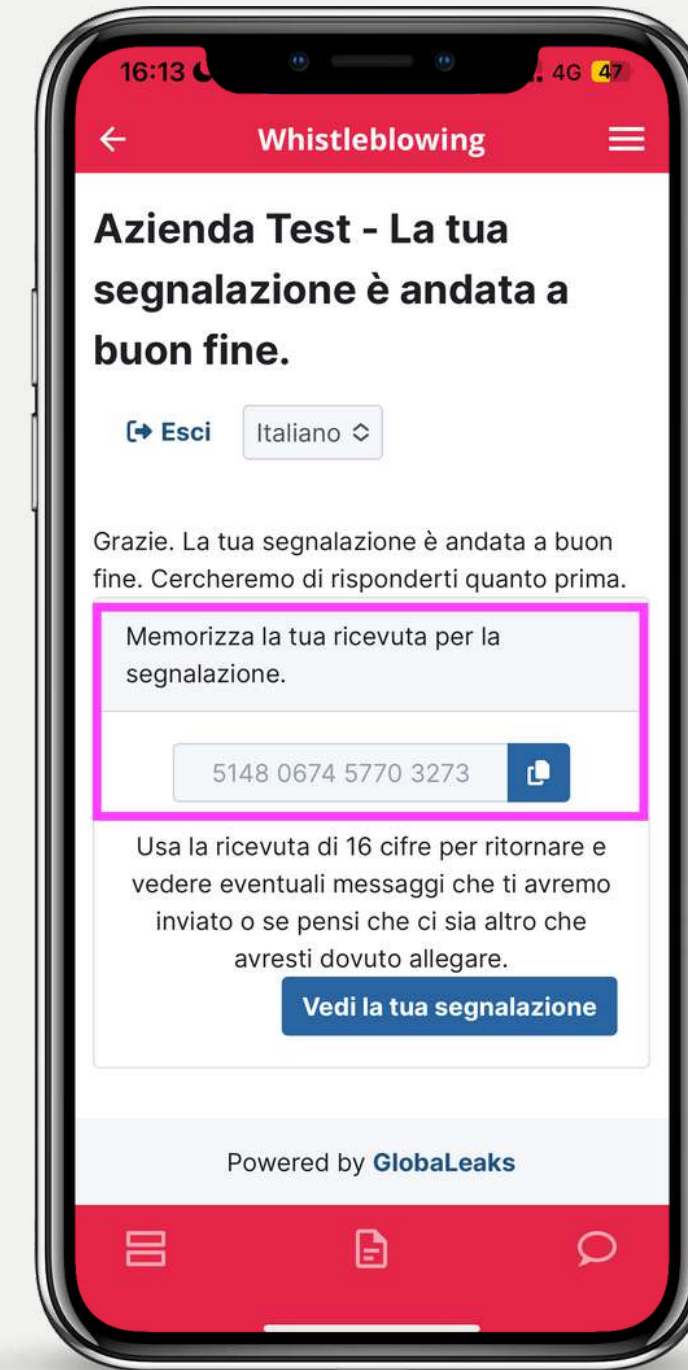 16:13
4G 47
Whistleblowing
Azienda Test - La tua
segnalazione è andata a
buon fine.
Esci
Italiano
Grazie. La tua segnalazione è andata a buon
fine. Cercheremo di risponderti quanto prima.
Memorizza la tua ricevuta per la
segnalazione.
5148 0674 5770 3273
Usa la ricevuta di 16 cifre per ritornare e
vedere eventuali messaggi che ti avremo
inviato o se pensi che ci sia altro che
avresti dovuto allegare.
Vedi la tua segnalazione
Powered by GlobaLeaks